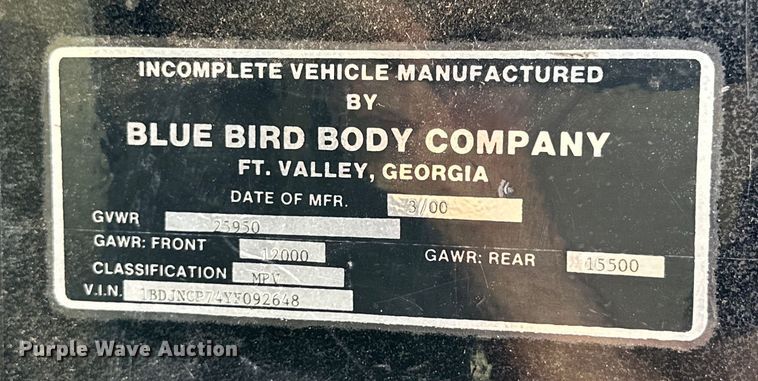 INCOMPLETE VEHICLE MANUFACTURED
BY
BLUE BIRD BODY COMPANY
FT. VALLEY, GEORGIA
DATE OF MFR. 3/00
GVWR 25950
GAWR: FRONT 12000 GAWR: REAR 15500
CLASSIFICATION MPV
V.I.N. 1BDJNCP74YF092648
Purple Wave Auction